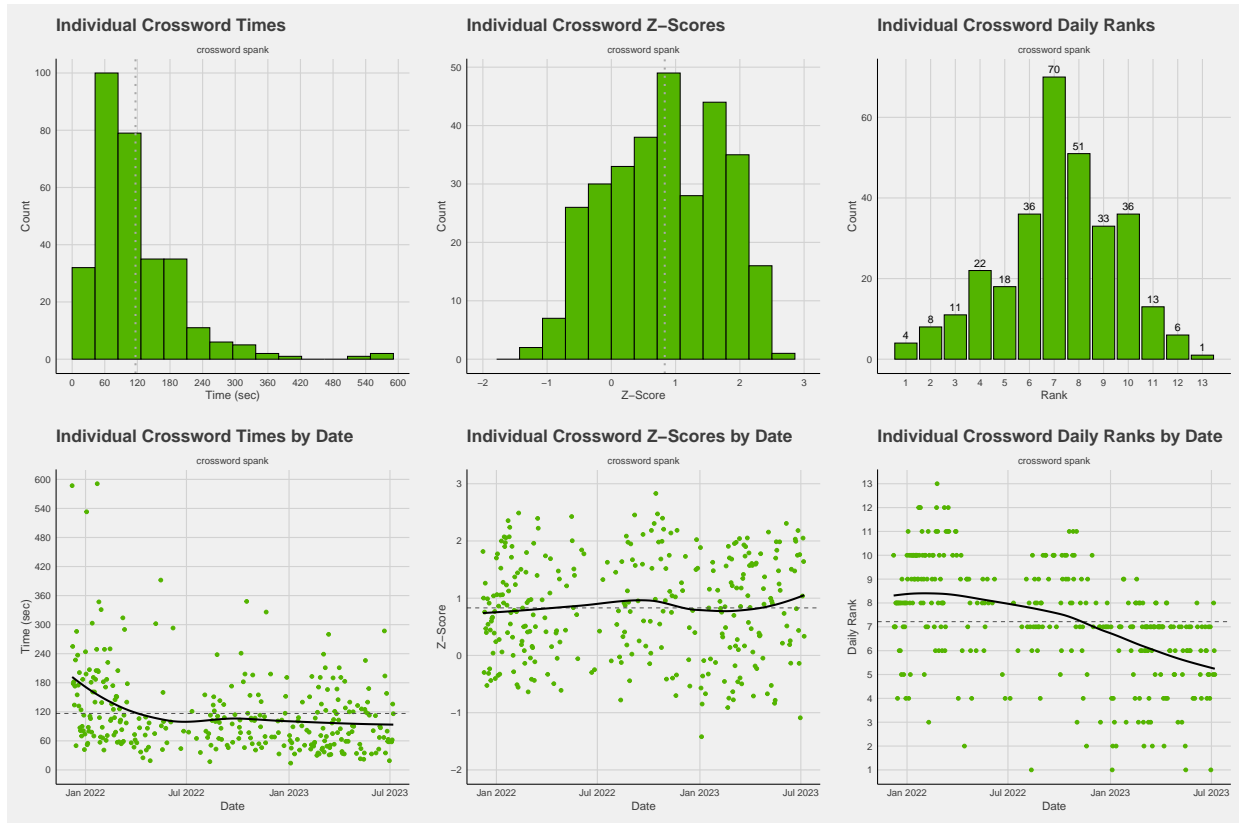 Individual Crossword Times
crossword spank
Count
100
80
60
40
20
0
0 60 120 180 240 300 360 420 480 540 600
Time (sec)
Individual Crossword Z−Scores
crossword spank
Count
50
40
30
20
10
0
−2 −1 0 1 2 3
Z−Score
Individual Crossword Daily Ranks
crossword spank
Count
60
40
20
0
4 8 11 22 18 36 70 51 33 36 13 6 1
1 2 3 4 5 6 7 8 9 10 11 12 13
Rank
Individual Crossword Times by Date
crossword spank
Time (sec)
600
540
480
420
360
300
240
180
120
60
0
Jan 2022 Jul 2022 Jan 2023 Jul 2023
Date
Individual Crossword Z−Scores by Date
crossword spank
Z−Score
3
2
1
0
−1
−2
Jan 2022 Jul 2022 Jan 2023 Jul 2023
Date
Individual Crossword Daily Ranks by Date
crossword spank
Daily Rank
13
12
11
10
9
8
7
6
5
4
3
2
1
Jan 2022 Jul 2022 Jan 2023 Jul 2023
Date